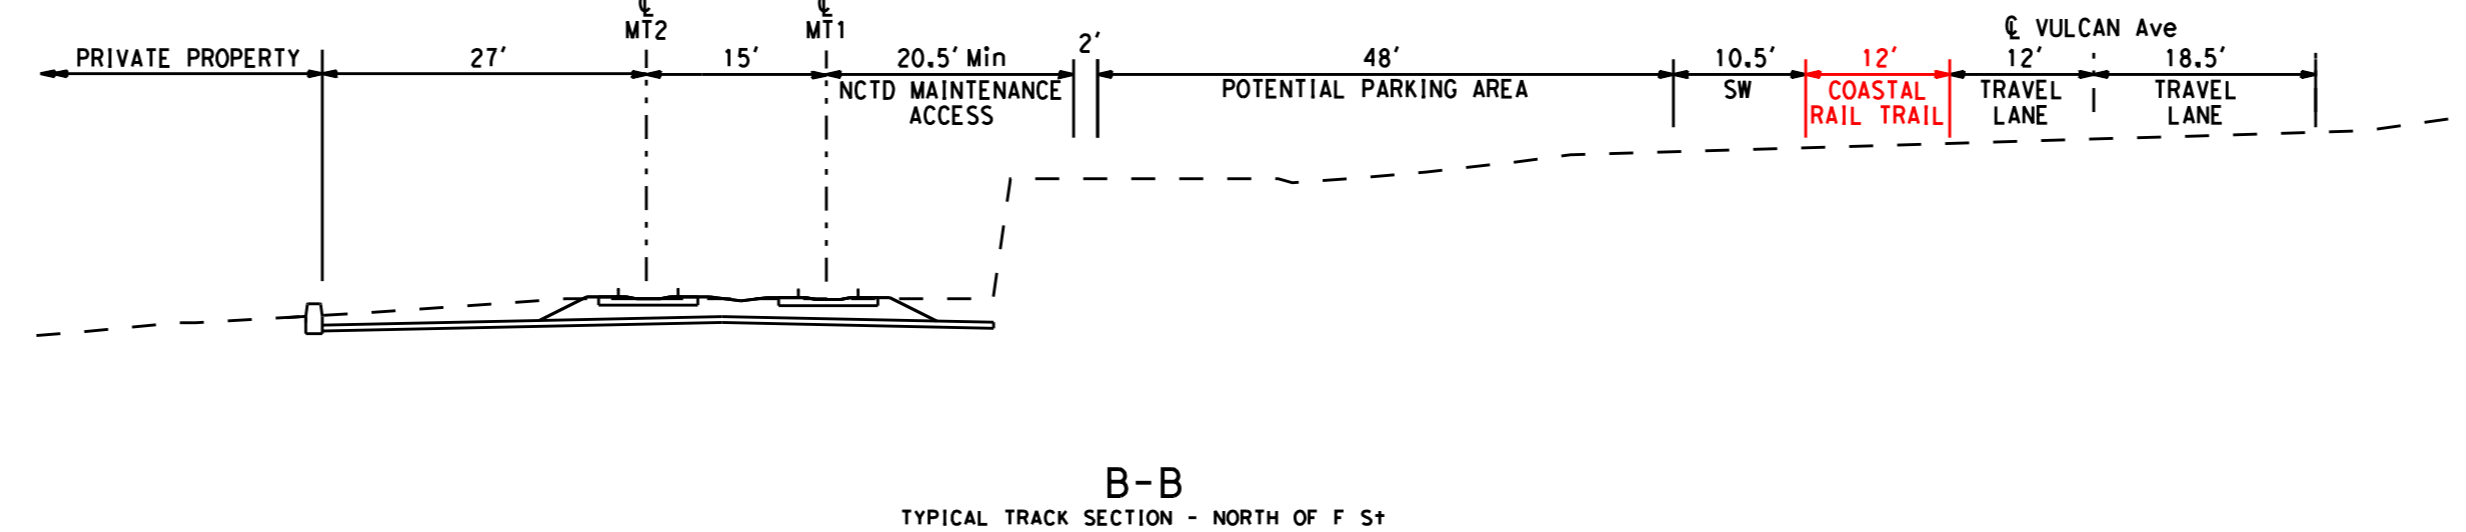 ℄
MT2
℄
MT1
℄ VULCAN Ave
PRIVATE PROPERTY
27'
15'
20.5' Min
2'
48'
10.5'
12'
12'
18.5'
NCTD MAINTENANCE
ACCESS
POTENTIAL PARKING AREA
SW
COASTAL
RAIL TRAIL
TRAVEL
LANE
TRAVEL
LANE
B-B
TYPICAL TRACK SECTION - NORTH OF F St